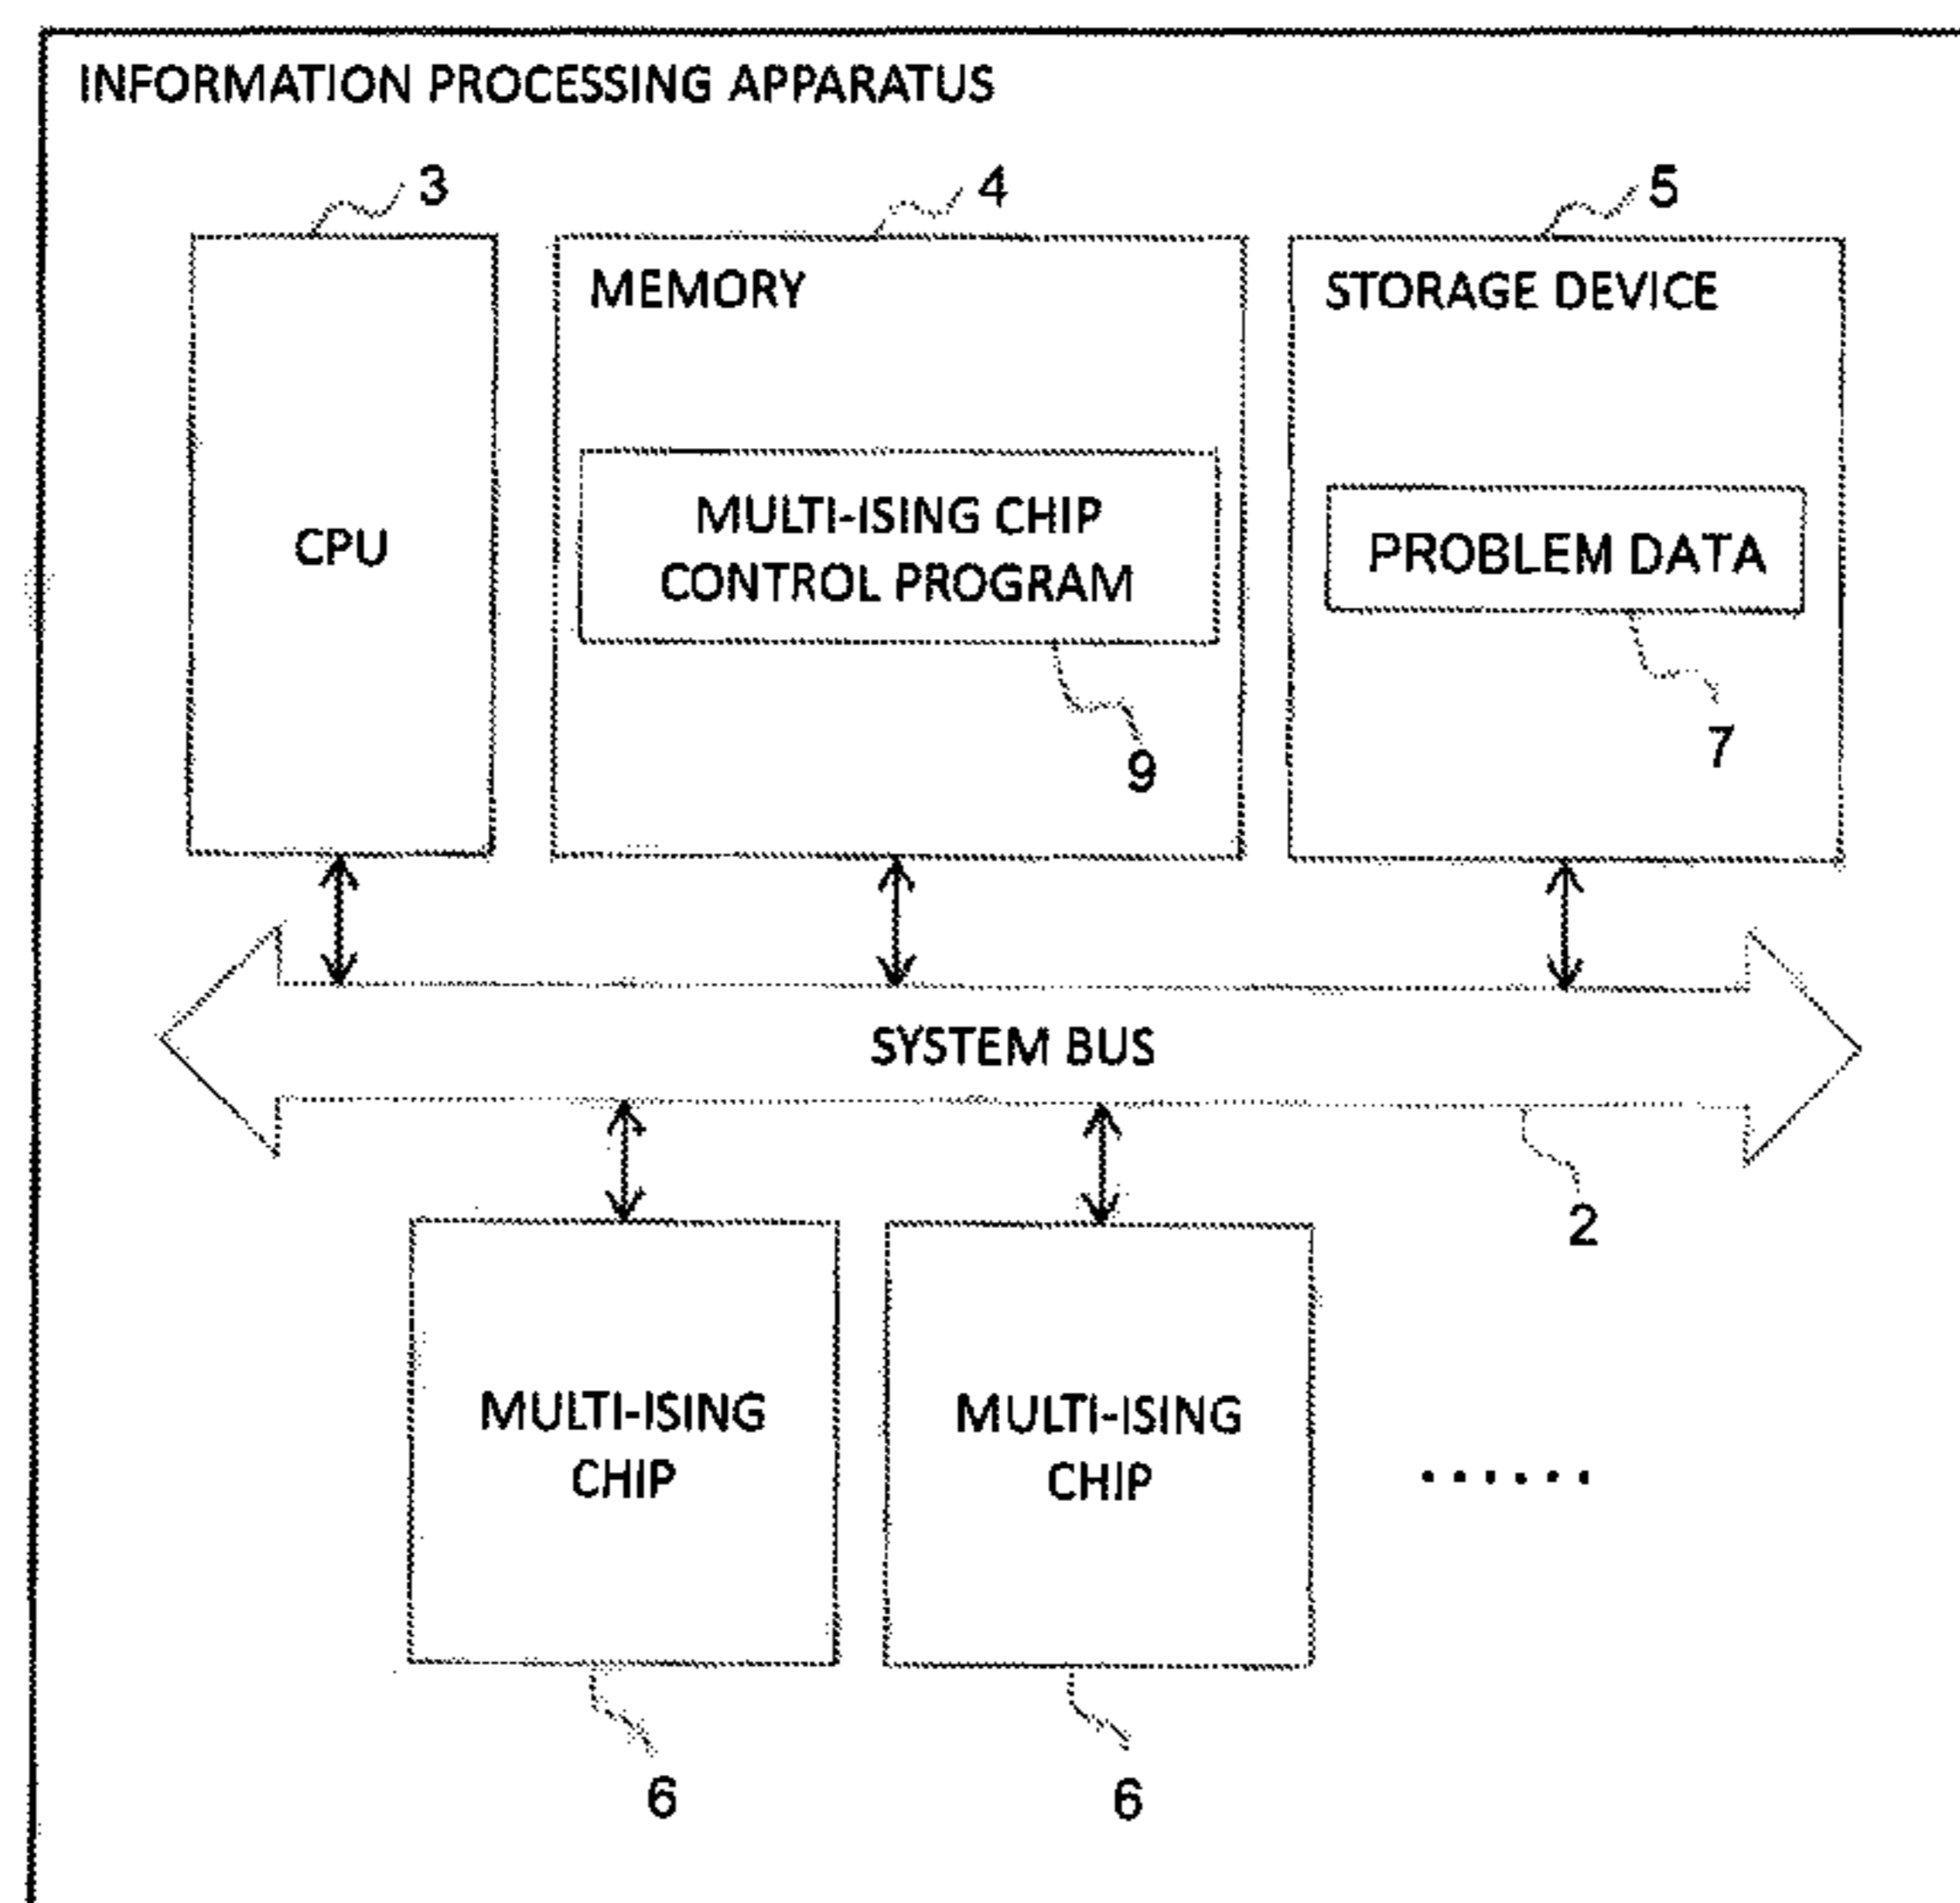 INFORMATION PROCESSING APPARATUS
3
4
5
MEMORY
STORAGE DEVICE
CPU
MULTI-ISING CHIP
CONTROL PROGRAM
PROBLEM DATA
9
7
SYSTEM BUS
2
MULTI-ISING
CHIP
MULTI-ISING
CHIP
......
6
6